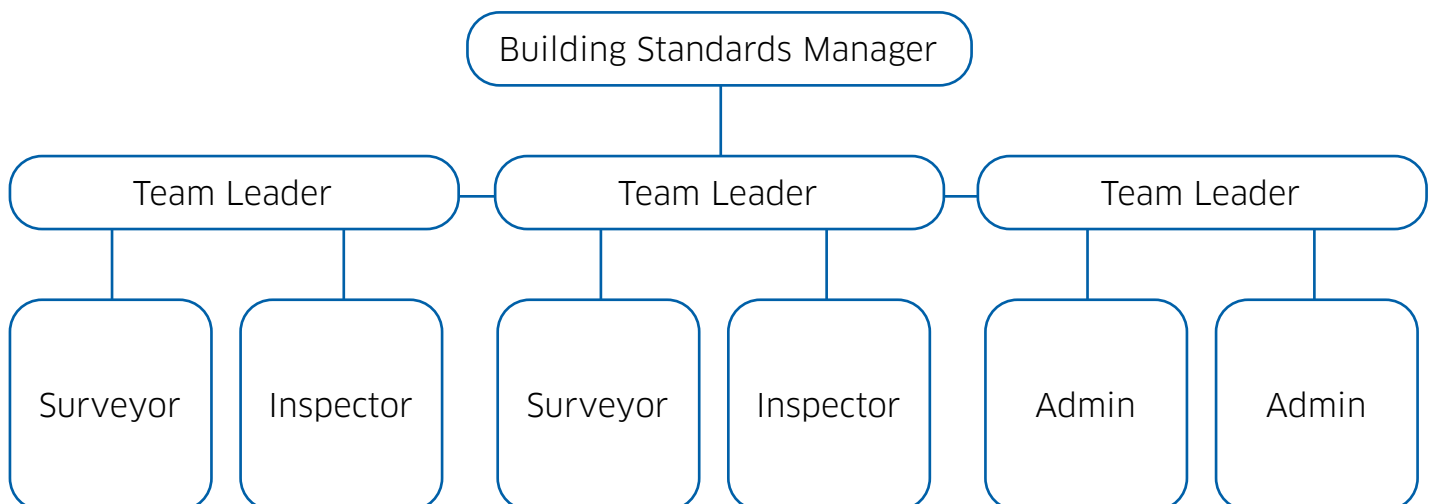 Building Standards Manager
Team Leader
Team Leader
Team Leader
Surveyor
Inspector
Surveyor
Inspector
Admin
Admin